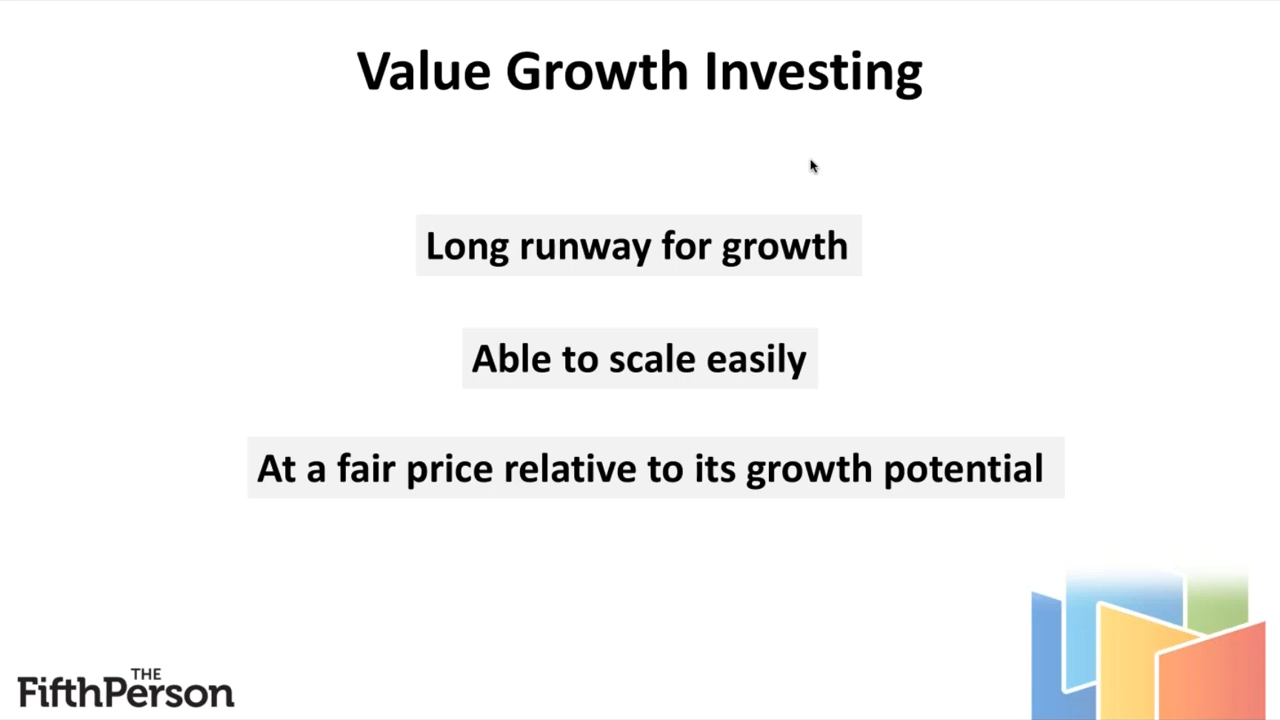 Value Growth Investing
Long runway for growth
Able to scale easily
At a fair price relative to its growth potential
THE
FifthPerson